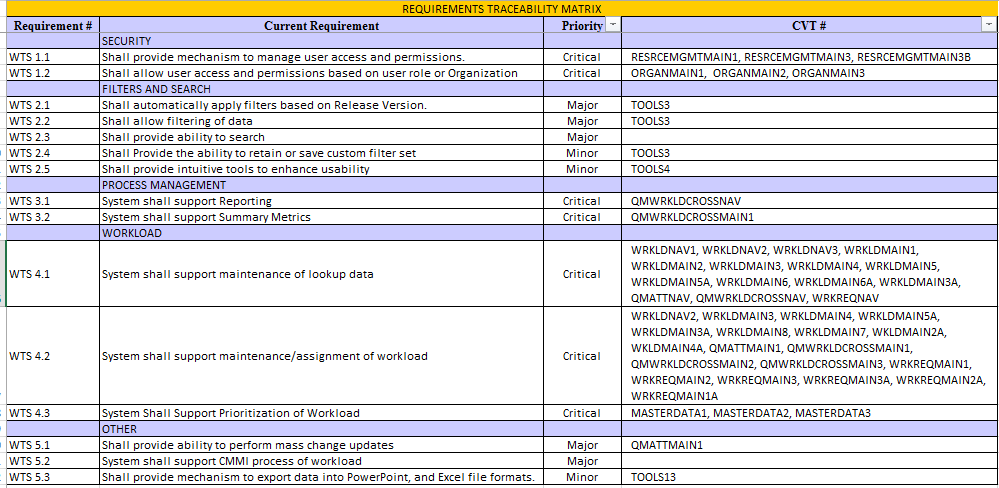 REQUIREMENTS TRACEABILITY MATRIX
Requirement # Current Requirement Priority CVT #
SECURITY
WTS 1.1 Shall provide mechanism to manage user access and permissions. Critical RESRCEMGMTMAIN1, RESRCEMGMTMAIN3, RESRCEMGMTMAIN3B
WTS 1.2 Shall allow user access and permissions based on user role or Organization Critical ORGANMAIN1, ORGANMAIN2, ORGANMAIN3
FILTERS AND SEARCH
WTS 2.1 Shall automatically apply filters based on Release Version. Major TOOLS3
WTS 2.2 Shall allow filtering of data Major TOOLS3
WTS 2.3 Shall provide ability to search Major
WTS 2.4 Shall Provide the ability to retain or save custom filter set Minor TOOLS3
WTS 2.5 Shall provide intuitive tools to enhance usability Minor TOOLS4
PROCESS MANAGEMENT
WTS 3.1 System shall support Reporting Critical QMWRKLDCROSSNAV
WTS 3.2 System shall support Summary Metrics Critical QMWRKLDCROSSMAIN1
WORKLOAD
WTS 4.1 System shall support maintenance of lookup data Critical
WRKLDNAV1, WRKLDNAV2, WRKLDNAV3, WRKLDMAIN1,
WRKLDMAIN2, WRKLDMAIN3, WRKLDMAIN4, WRKLDMAIN5,
WRKLDMAIN5A, WRKLDMAIN6, WRKLDMAIN6A, WRKLDMAIN3A,
QMATTNAV, QMWRKLDCROSSNAV, WRKREQNAV
WTS 4.2 System shall support maintenance/assignment of workload Critical
WRKLDNAV2, WRKLDMAIN3, WRKLDMAIN4, WRKLDMAIN5A,
WRKLDMAIN3A, WRKLDMAIN8, WRKLDMAIN7, WKLDMAIN2A,
WKLDMAIN4A, QMATTMAIN1, QMWRKLDCROSSMAIN1,
QMWRKLDCROSSMAIN2, QMWRKLDCROSSMAIN3, WRKREQMAIN1,
WRKREQMAIN2, WRKREQMAIN3, WRKREQMAIN3A, WRKREQMAIN2A,
WRKREQMAIN1A
WTS 4.3 System Shall Support Prioritization of Workload Critical MASTERDATA1, MASTERDATA2, MASTERDATA3
OTHER
WTS 5.1 Shall provide ability to perform mass change updates Major QMATTMAIN1
WTS 5.2 System shall support CMMI process of workload Major
WTS 5.3 Shall provide mechanism to export data into PowerPoint, and Excel file formats. Minor TOOLS13